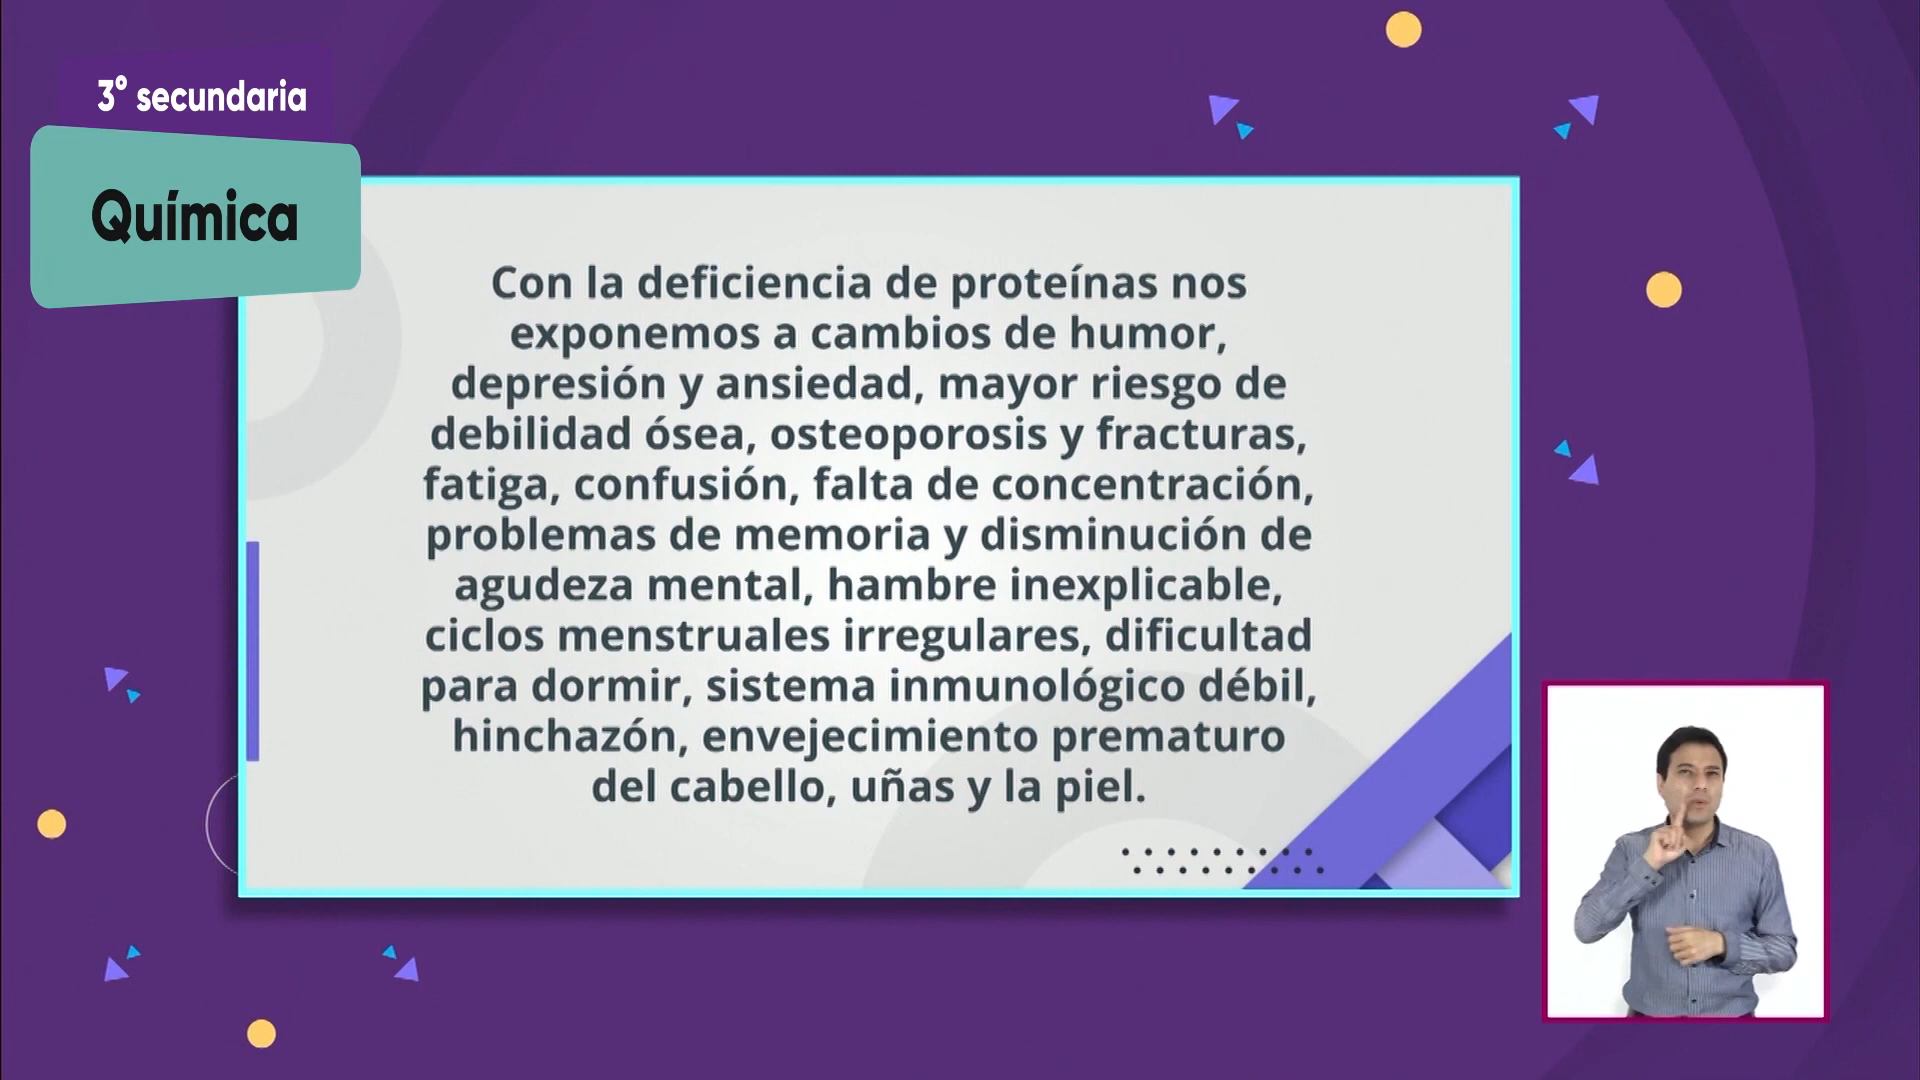 3° secundaria
Química
Con la deficiencia de proteínas nos
exponemos a cambios de humor,
depresión y ansiedad, mayor riesgo de
debilidad ósea, osteoporosis y fracturas,
fatiga, confusión, falta de concentración,
problemas de memoria y disminución de
agudeza mental, hambre inexplicable,
ciclos menstruales irregulares, dificultad
para dormir, sistema inmunológico débil,
hinchazón, envejecimiento prematuro
del cabello, uñas y la piel.